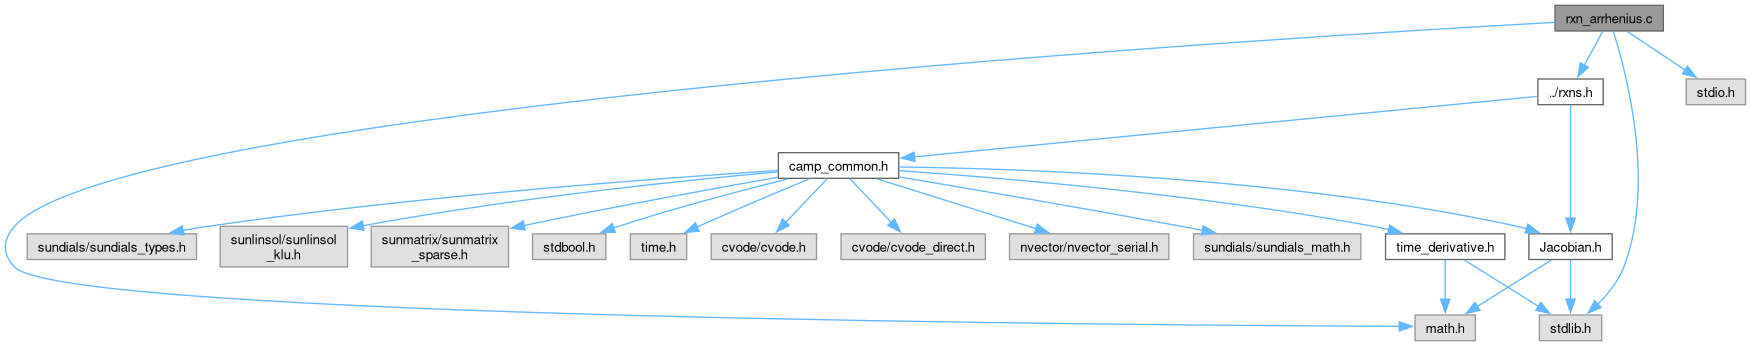 rxn_arrhenius.c
../rxns.h
stdio.h
camp_common.h
sundials/sundials_types.h
sunlinsol/sunlinsol
_klu.h
sunmatrix/sunmatrix
_sparse.h
stdbool.h
time.h
cvode/cvode.h
cvode/cvode_direct.h
nvector/nvector_serial.h
sundials/sundials_math.h
time_derivative.h
Jacobian.h
math.h
stdlib.h